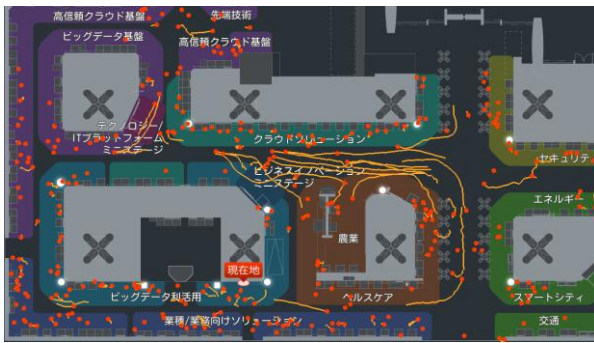 高信頼クラウド基盤
先端技術
ビッグデータ基盤
高信頼クラウド基盤
テクノロジー/
ITプラットフォーム
ミニステージ
クラウドソリューション
セキュリテ
ビジネスイノベーション
ミニステージ
エネルギー
農業
現在地
ビッグデータ利活用
ヘルスケア
スマートシティ
業種/業務向けソリューション
交通